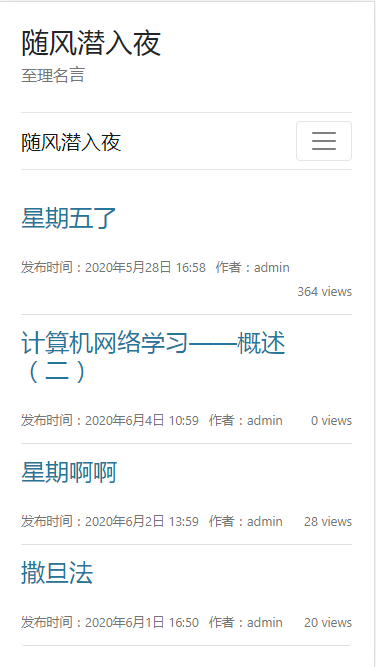 随风潜入夜
至理名言
随风潜入夜
星期五了
发布时间：2020年5月28日 16:58 作者：admin
364 views
计算机网络学习——概述
（二）
发布时间：2020年6月4日 10:59 作者：admin 0 views
星期啊啊
发布时间：2020年6月2日 13:59 作者：admin 28 views
撒旦法
发布时间：2020年6月1日 16:50 作者：admin 20 views